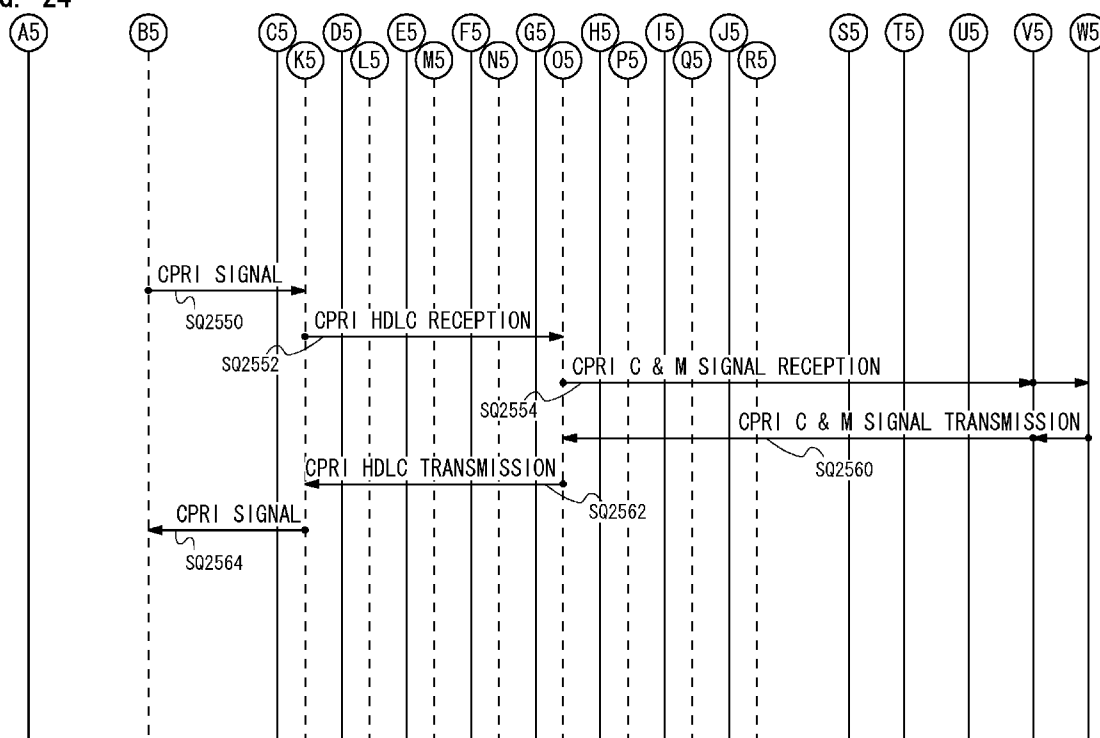 24
A5 B5 C5 D5 E5 F5 G5 H5 I5 J5 S5 T5 U5 V5 W5
K5 L5 M5 N5 O5 P5 Q5 R5
CPRI SIGNAL
SQ2550
CPRI HDLC RECEPTION
SQ2552
CPRI C & M SIGNAL RECEPTION
SQ2554
CPRI C & M SIGNAL TRANSMISSION
SQ2560
CPRI HDLC TRANSMISSION
SQ2562
CPRI SIGNAL
SQ2564